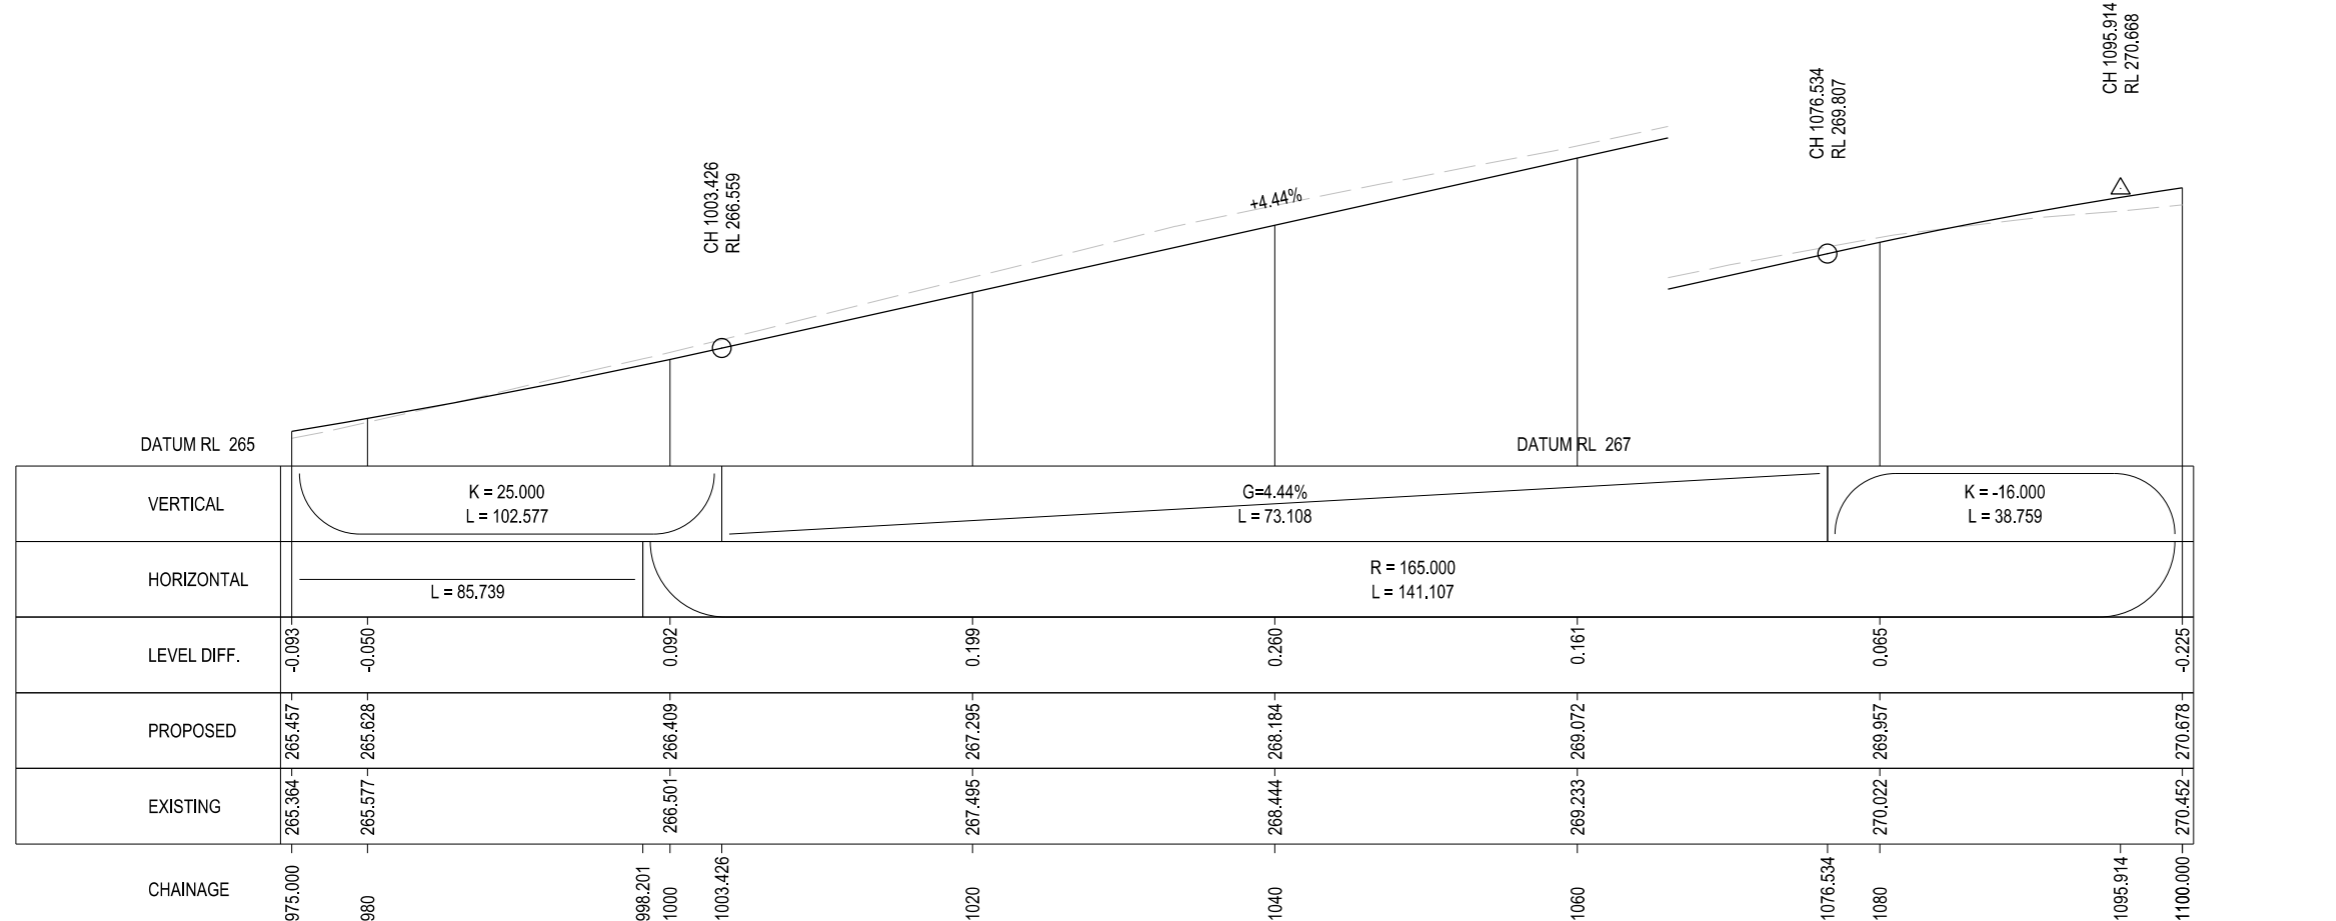 CH 1095.914
RL 270.668
CH 1076.534
RL 269.807
CH 1003.426
RL 266.559
+4.44%
DATUM RL 265
DATUM RL 267
VERTICAL
K = 25.000
L = 102.577
G=4.44%
L = 73.108
K = -16.000
L = 38.759
HORIZONTAL
L = 85.739
R = 165.000
L = 141.107
LEVEL DIFF. -0.093 -0.050 0.092 0.199 0.260 0.161 0.065 -0.225
PROPOSED 265.457 265.628 266.409 267.295 268.184 269.072 269.957 270.678
EXISTING 265.364 265.577 266.501 267.495 268.444 269.233 270.022 270.452
CHAINAGE 975.000 980 998.201 1000 1003.426 1020 1040 1060 1076.534 1080 1095.914 1100.000